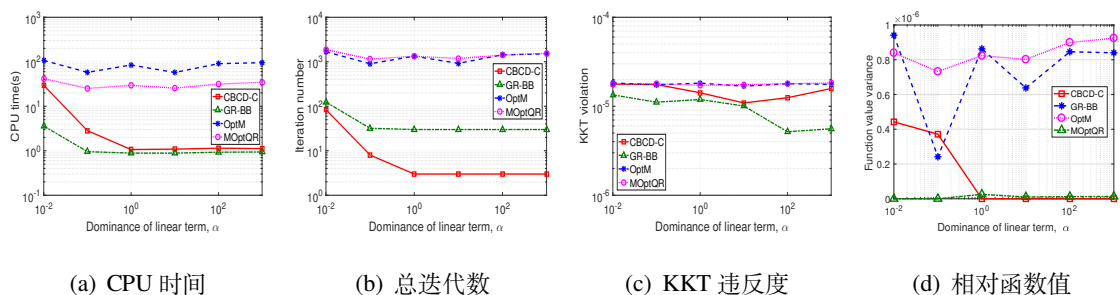 10^3
10^2
10^1
10^0
10^-1
CPU time(s)
CBCD-C
GR-BB
OptM
MOptQR
10^-2
10^0
10^2
Dominance of linear term, α
(a) CPU 时间
10^4
10^3
10^2
10^1
10^0
Iteration number
CBCD-C
GR-BB
OptM
MOptQR
10^-2
10^0
10^2
Dominance of linear term, α
(b) 总迭代数
10^-4
10^-5
10^-6
KKT violation
CBCD-C
GR-BB
OptM
MOptQR
10^-2
10^0
10^2
Dominance of linear term, α
(c) KKT 违反度
×10^-6
1
0.8
0.6
0.4
0.2
0
Function value variance
CBCD-C
GR-BB
OptM
MOptQR
10^-2
10^0
10^2
Dominance of linear term, α
(d) 相对函数值